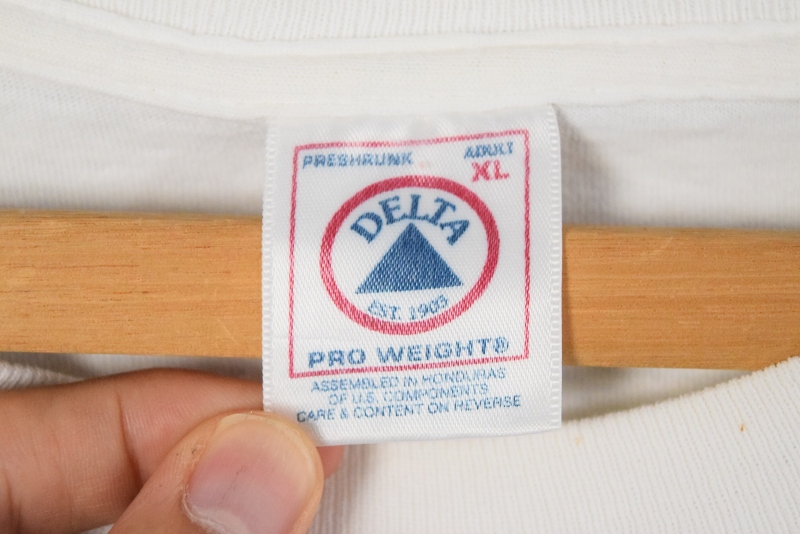 PRESHRUNK
ADULT
XL
DELTA
EST. 1903
PRO WEIGHT®
ASSEMBLED IN HONDURAS
OF U.S. COMPONENTS
CARE & CONTENT ON REVERSE